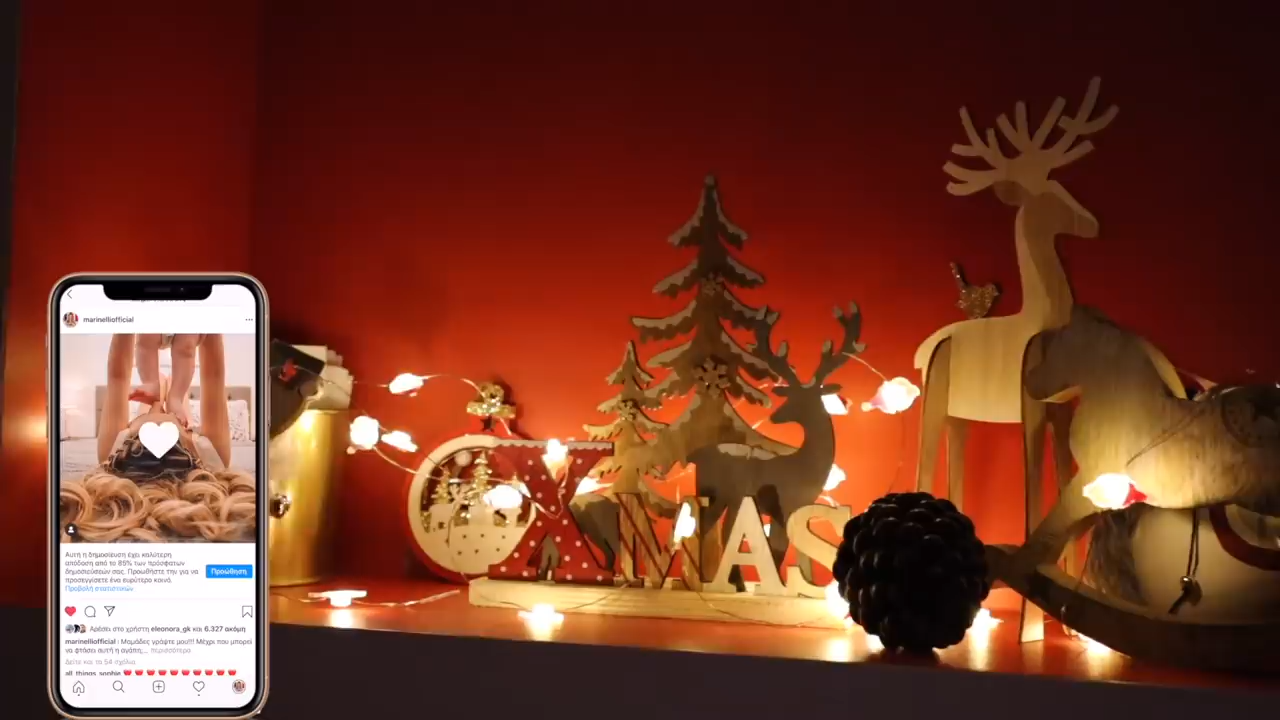 marinelliofficial
Αυτή η δημοσίευση έχει καλύτερη
απόδοση από το 85% των πρόσφατων
δημοσιεύσεών σας. Προωθήστε την για να
προσεγγίσετε ένα ευρύτερο κοινό.
Προώθηση
Προβολή στατιστικών
Αρέσει στο χρήστη eleonora_gk και 6.327 ακόμη
marinelliofficial : Μαμάδες γράψτε μου!!! Μέχρι που μπορεί
να φτάσει αυτή η αγάπη;... περισσότερα
Δείτε και τα 54 σχόλια
all_things_sophie
XMAS